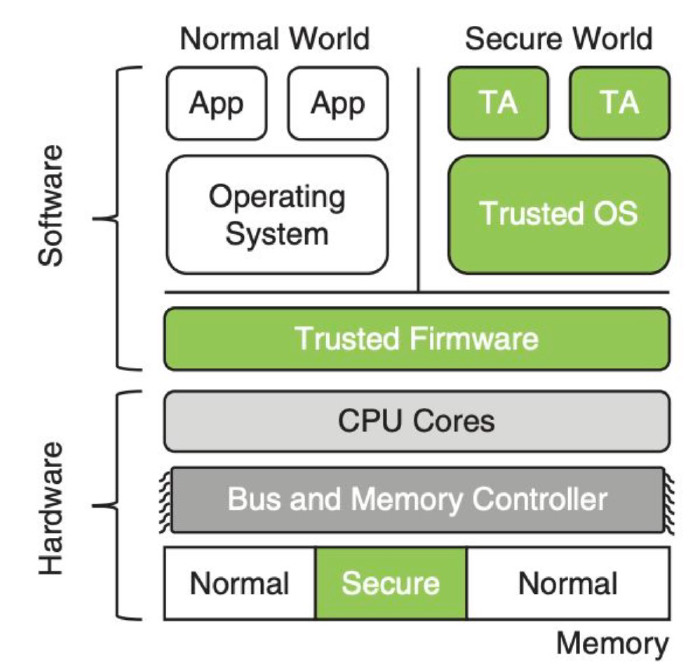 Normal World
Secure World
Software
App
App
TA
TA
Operating
System
Trusted OS
Trusted Firmware
Hardware
CPU Cores
Bus and Memory Controller
Normal
Secure
Normal
Memory